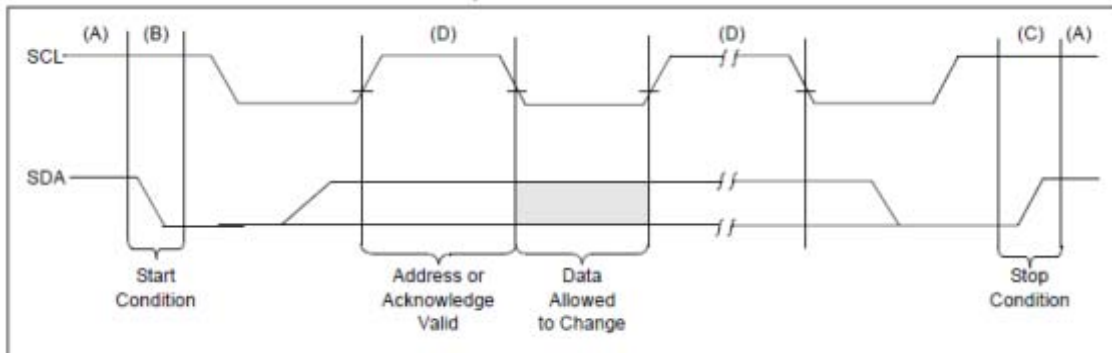 (A) (B) (D) (D) (C) (A)
SCL
SDA
Start
Condition
Address or
Acknowledge
Valid
Data
Allowed
to Change
Stop
Condition